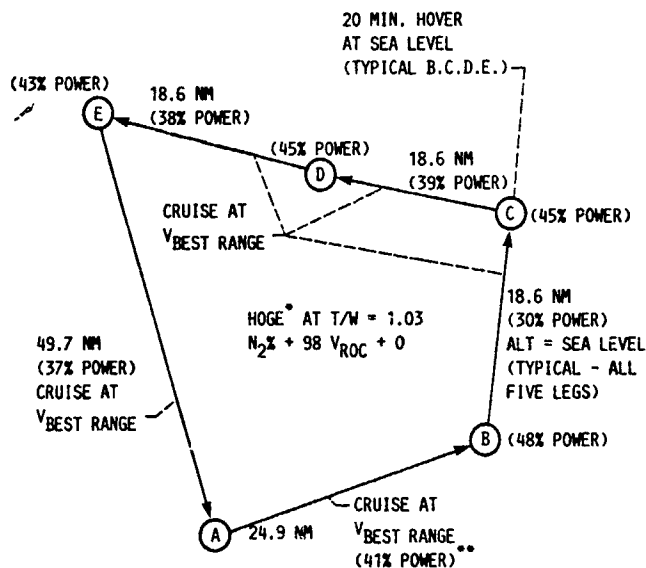 20 MIN. HOVER
AT SEA LEVEL
(TYPICAL B.C.D.E.)
(43% POWER)
E
18.6 NM
(38% POWER)
(45% POWER)
D
18.6 NM
(39% POWER)
C
(45% POWER)
CRUISE AT
VBEST RANGE
18.6 NM
(30% POWER)
ALT = SEA LEVEL
(TYPICAL - ALL
FIVE LEGS)
HOGE* AT T/W = 1.03
N2% + 98 VROC + 0
49.7 NM
(37% POWER)
CRUISE AT
VBEST RANGE
B
(48% POWER)
A
24.9 NM
CRUISE AT
VBEST RANGE
(41% POWER)**